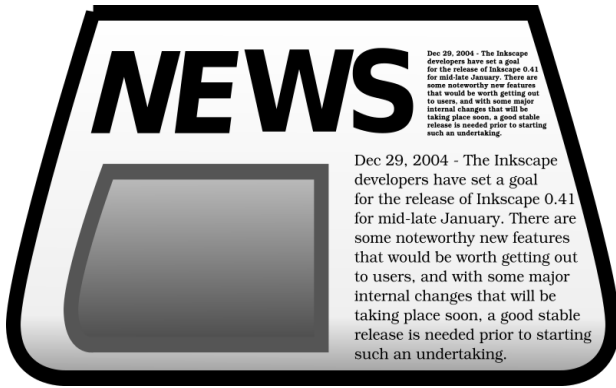 NEWS
Dec 29, 2004 - The Inkscape
developers have set a goal
for the release of Inkscape 0.41
for mid-late January. There are
some noteworthy new features
that would be worth getting out
to users, and with some major
internal changes that will be
taking place soon, a good stable
release is needed prior to starting
such an undertaking.
Dec 29, 2004 - The Inkscape
developers have set a goal
for the release of Inkscape 0.41
for mid-late January. There are
some noteworthy new features
that would be worth getting out
to users, and with some major
internal changes that will be
taking place soon, a good stable
release is needed prior to starting
such an undertaking.